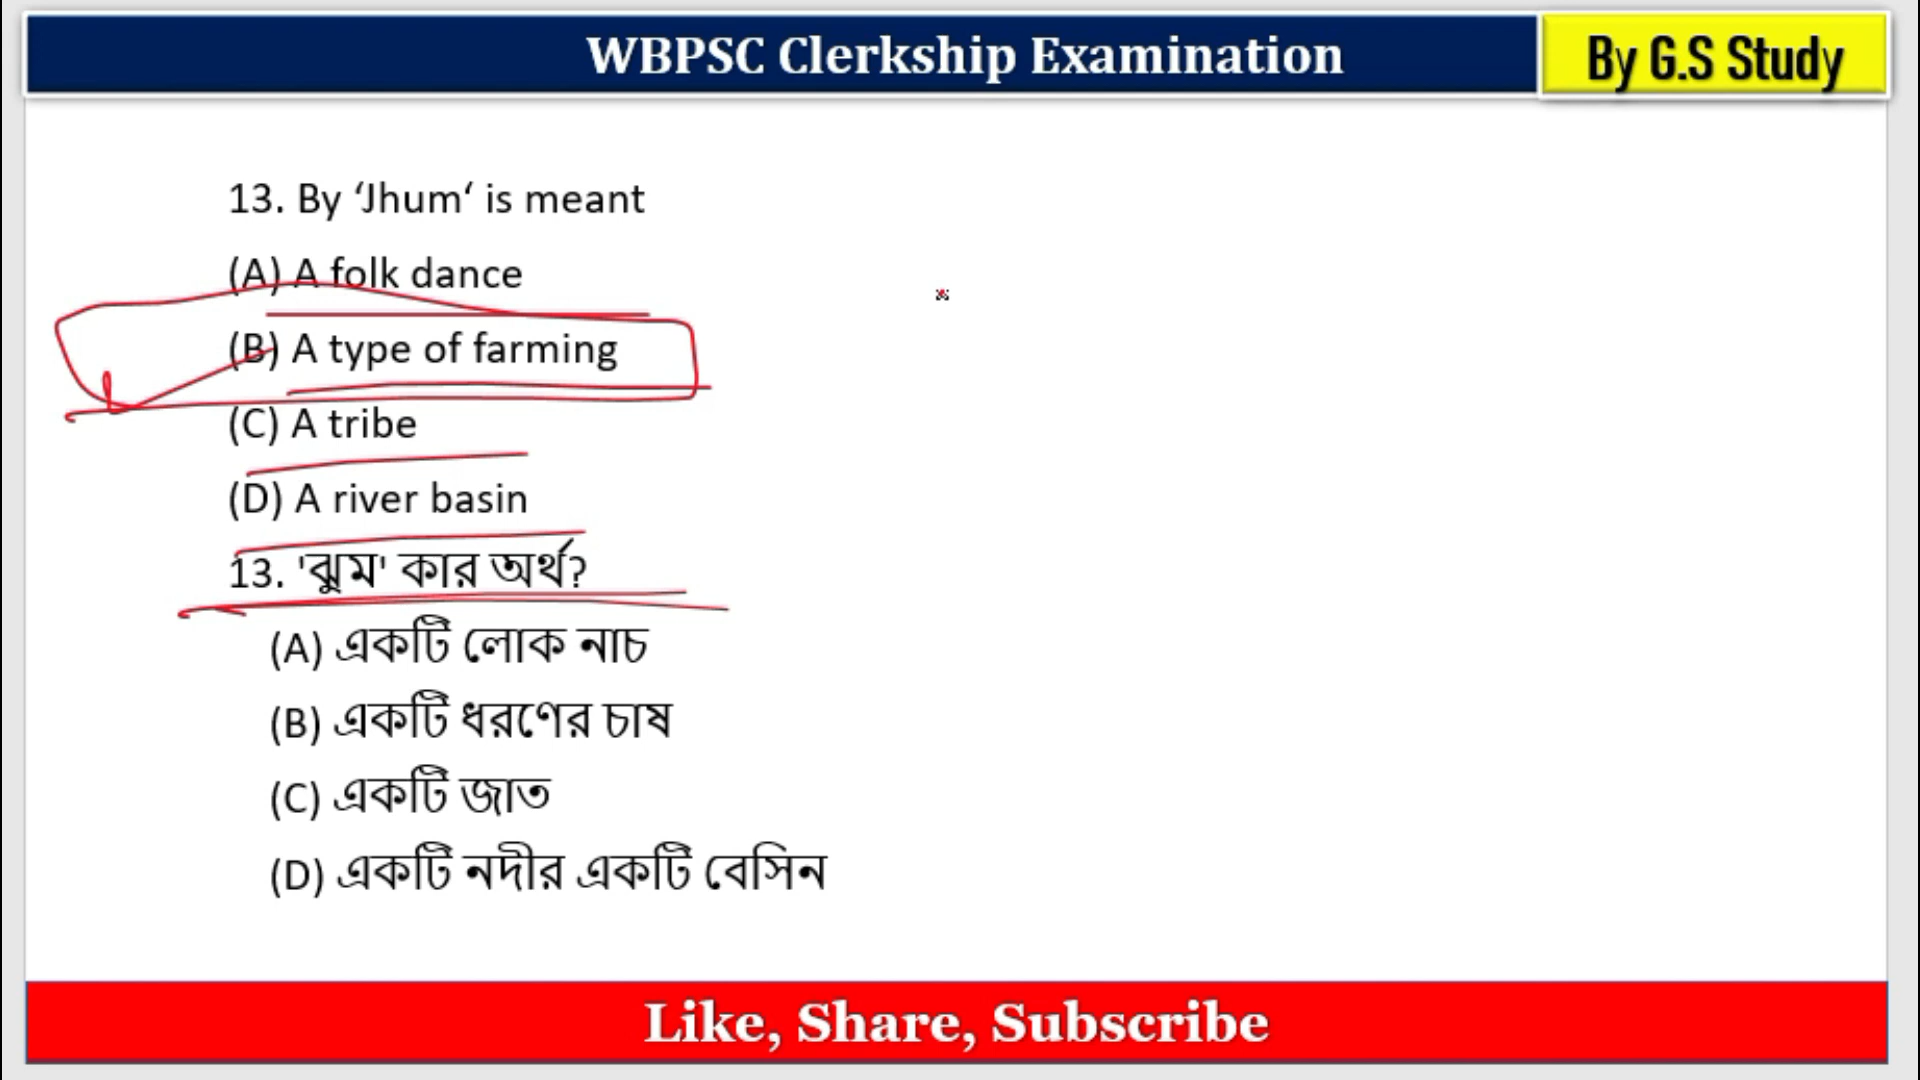 WBPSC Clerkship Examination
By G.S Study
13. By ‘Jhum‘ is meant
(A) A folk dance
(B) A type of farming
(C) A tribe
(D) A river basin
13. 'ঝুম' কার অর্থ?
(A) একটি লোক নাচ
(B) একটি ধরণের চাষ
(C) একটি জাত
(D) একটি নদীর একটি বেসিন
Like, Share, Subscribe